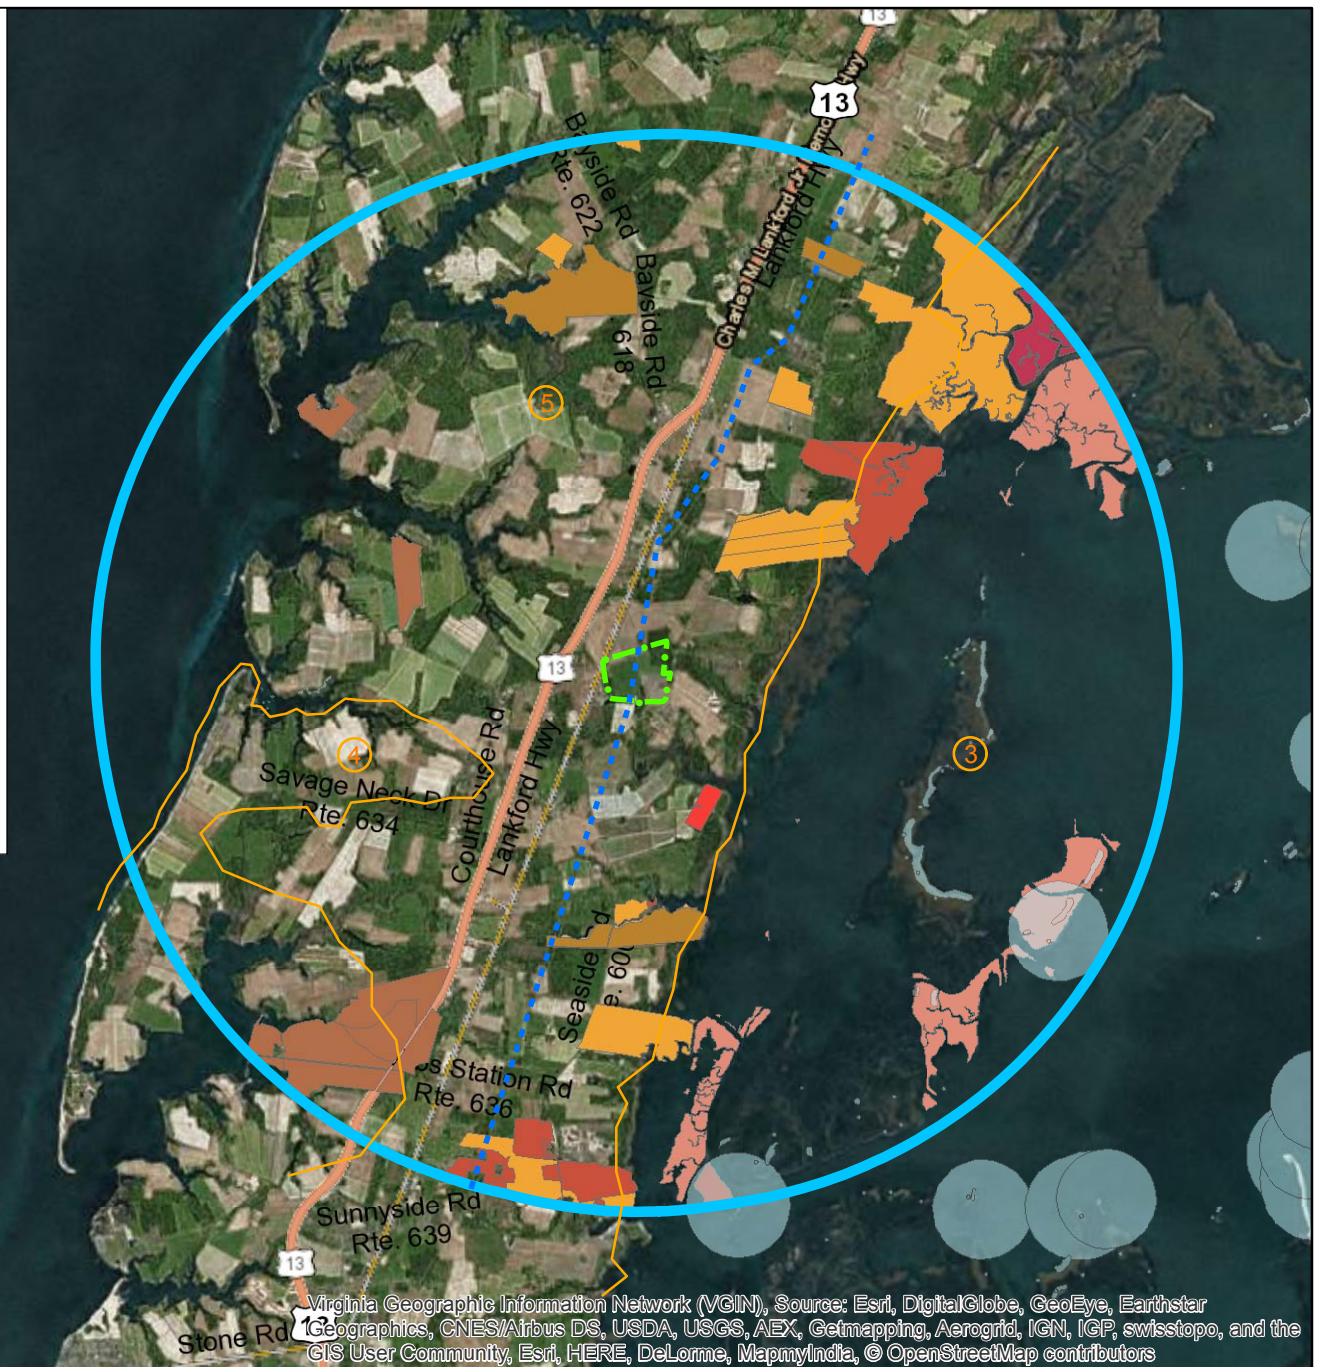 13
13
Charles M Lankford Jr Memorial Hwy
Lankford Hwy
Bayside Rd
Rte. 622
Bayside Rd
618
5
13
4
Savage Neck Dr
Rte. 634
Courthouse Rd
Lankford Hwy
3
Seaside
d
e. 600
Station Rd
Rte. 636
Sunnyside Rd
Rte. 639
13
13
Stone Rd
Virginia Geographic Information Network (VGIN), Source: Esri, DigitalGlobe, GeoEye, Earthstar
Geographics, CNES/Airbus DS, USDA, USGS, AEX, Getmapping, Aerogrid, IGN, IGP, swisstopo, and the
GIS User Community, Esri, HERE, DeLorme, MapmyIndia, © OpenStreetMap contributors